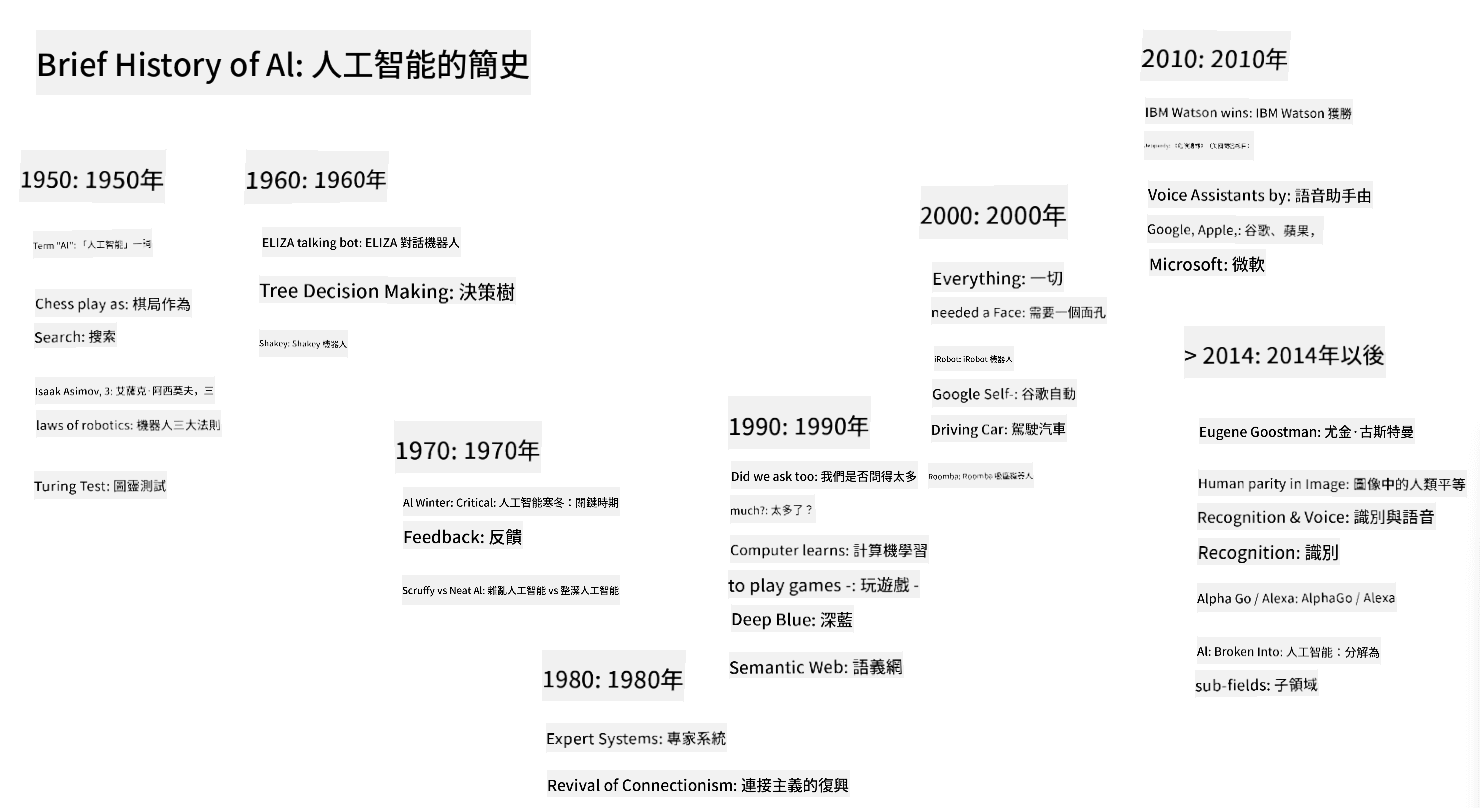 Brief History of Al: 人工智能的簡史
1950: 1950年
Term "AI": 「人工智能」一詞
Chess play as: 棋局作為
Search: 搜索
Isaak Asimov, 3: 艾薩克·阿西莫夫，三
laws of robotics: 機器人三大法則
Turing Test: 圖靈測試
1960: 1960年
ELIZA talking bot: ELIZA 對話機器人
Tree Decision Making: 決策樹
Shakey: Shakey 機器人
1970: 1970年
Al Winter: Critical: 人工智能寒冬：關鍵時期
Feedback: 反饋
Scruffy vs Neat Al: 雜亂人工智能 vs 整潔人工智能
1980: 1980年
Expert Systems: 專家系統
Revival of Connectionism: 連接主義的復興
1990: 1990年
Did we ask too: 我們是否問得太多
much?: 太多了？
Computer learns: 計算機學習
to play games -: 玩遊戲 -
Deep Blue: 深藍
Semantic Web: 語義網
2000: 2000年
Everything: 一切
needed a Face: 需要一個面孔
iRobot: iRobot 機器人
Google Self-: 谷歌自動
Driving Car: 駕駛汽車
Roomba: Roomba 吸塵機器人
2010: 2010年
IBM Watson wins: IBM Watson 獲勝
Jeopardy:
Voice Assistants by: 語音助手由
Google, Apple,: 谷歌、蘋果，
Microsoft: 微軟
> 2014: 2014年以後
Eugene Goostman: 尤金·古斯特曼
Human parity in Image: 圖像中的人類平等
Recognition & Voice: 識別與語音
Recognition: 識別
Alpha Go / Alexa: AlphaGo / Alexa
Al: Broken Into: 人工智能：分解為
sub-fields: 子領域